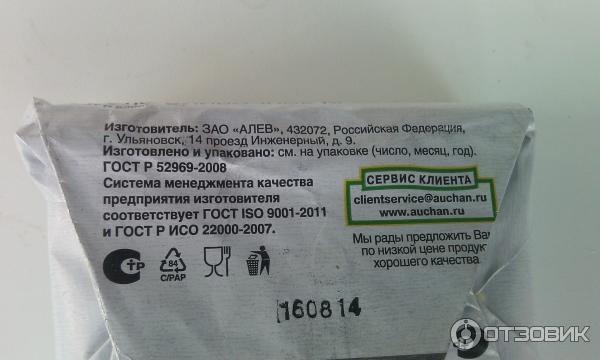 Изготовитель: ЗАО «АЛЕВ», 432072, Российская Федерация,
г. Ульяновск, 14 проезд Инженерный, д. 9.
Изготовлено и упаковано: см. на упаковке (число, месяц, год).
ГОСТ Р 52969-2008
Система менеджмента качества
предприятия изготовителя
соответствует ГОСТ ISO 9001-2011
и ГОСТ Р ИСО 22000-2007.
СЕРВИС КЛИЕНТА
clientservice@auchan.ru
www.auchan.ru
Мы рады предложить Вам
по низкой цене продукт
хорошего качества
СТР
84
C/PAP
160814
ОТЗОВИК